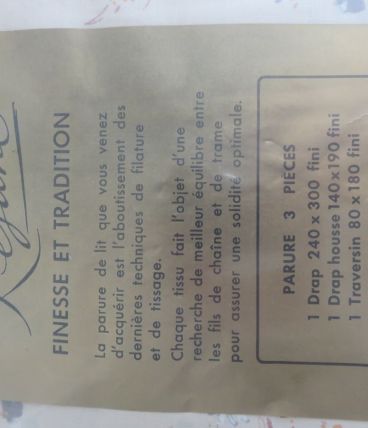 FINESSE ET TRADITION
La parure de lit que vous venez
d'acquérir est l'aboutissement des
dernières techniques de filature
et de tissage.
Chaque tissu fait l'objet d'une
recherche de meilleur équilibre entre
les fils de chaîne et de trame
pour assurer une solidité optimale.
PARURE 3 PIÈCES
1 Drap 240 x 300 fini
1 Drap housse 140 x 190 fini
1 Traversin 80 x 180 fini